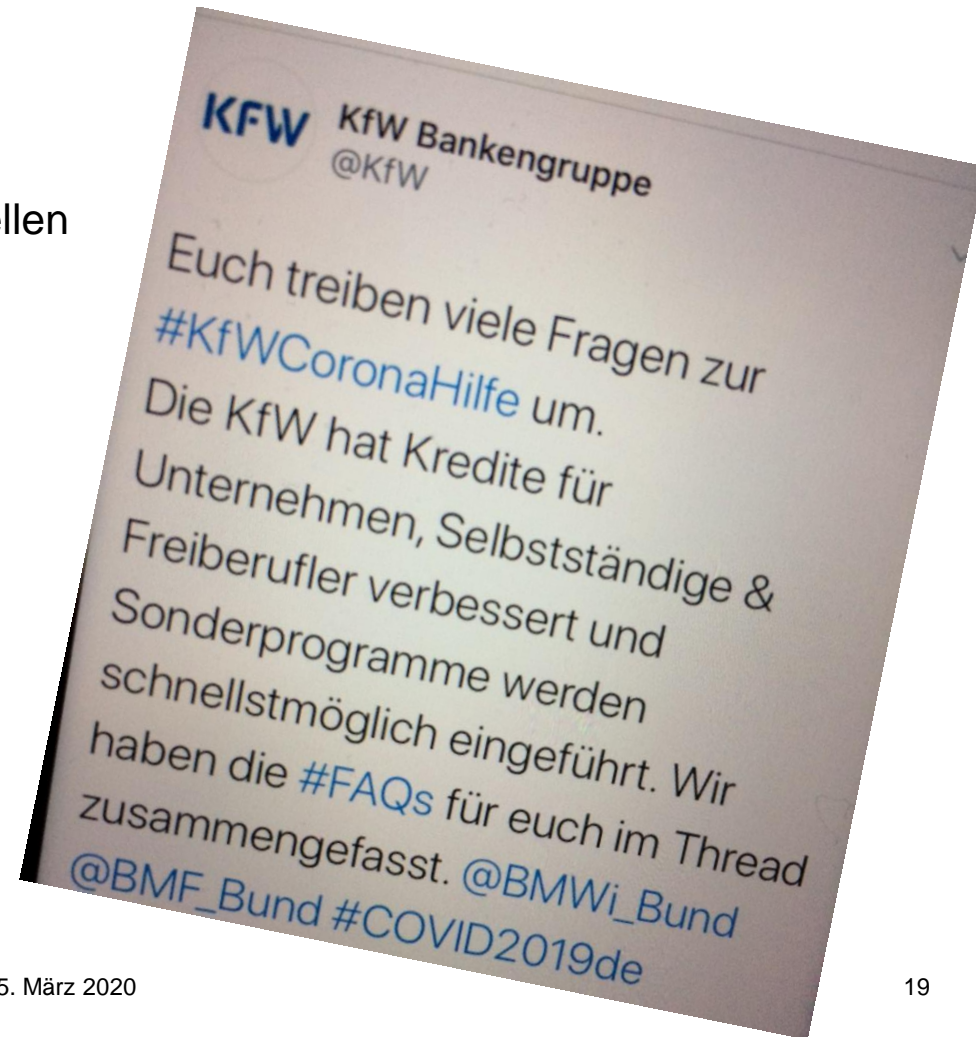 KFW
KfW Bankengruppe
@KfW
llen
Euch treiben viele Fragen zur
#KfWCoronaHilfe um.
Die KfW hat Kredite für
Unternehmen, Selbstständige &
Freiberufler verbessert und
Sonderprogramme werden
schnellstmöglich eingeführt. Wir
haben die #FAQs für euch im Thread
zusammengefasst. @BMWi_Bund
@BMF_Bund #COVID2019de
5. März 2020
19